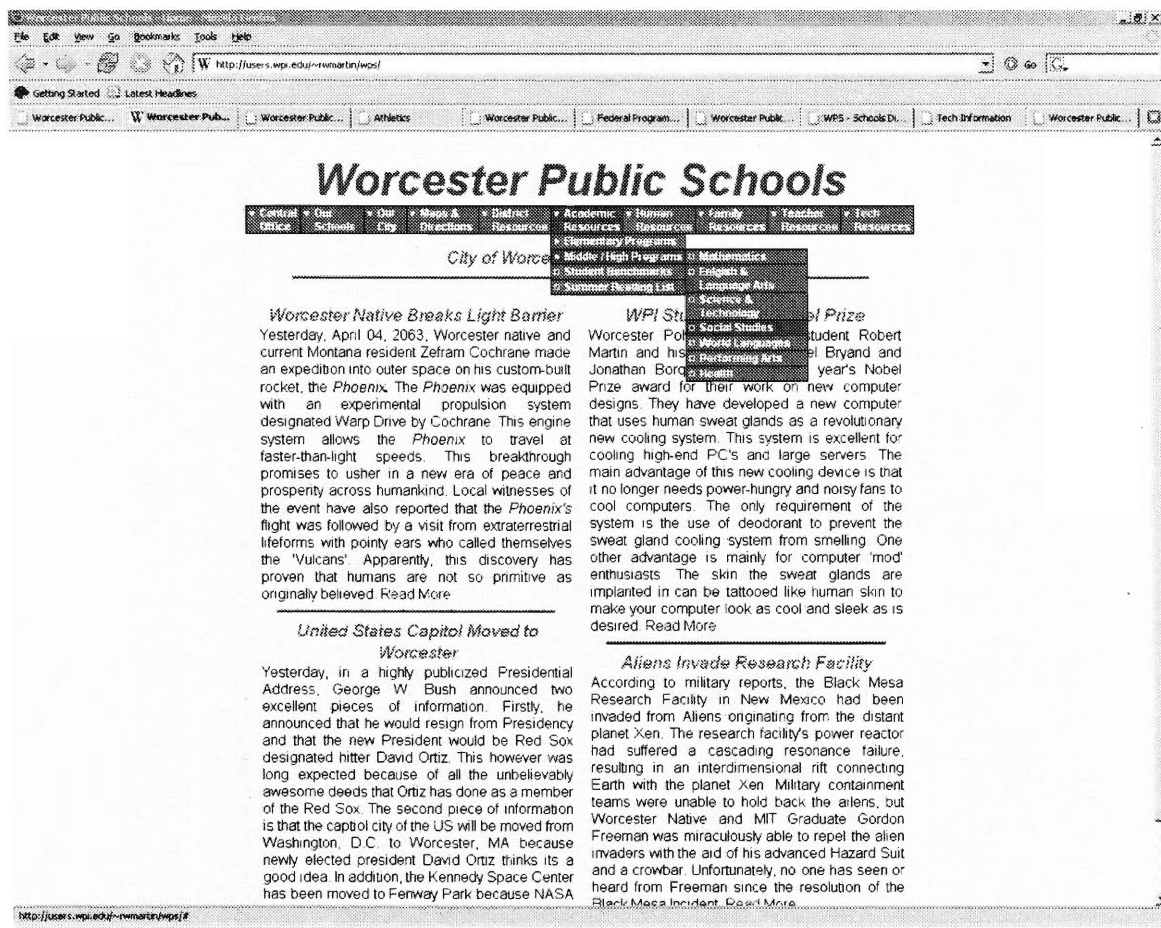 Worcester Public Schools - Home - Mozilla Firefox
File Edit View Go Bookmarks Tools Help
W http://users.wpi.edu/~rwmartin/wps/ Go
Getting Started Latest Headlines
Worcester Public... Worcester Pub... Worcester Public... Athletics Worcester Public... Federal Program... Worcester Public... WPS - Schools Di... Tech Information Worcester Public...
Worcester Public Schools
Central Office
Our Schools
Our City
Maps & Directions
District Resources
Academic Resources
Human Resources
Family Resources
Teacher Resources
Tech Resources
Elementary Programs
Middle / High Programs
Student Benchmarks
Summer Reading List
Mathematics
English &
Language Arts
Science &
Technology
Social Studies
World Languages
Performing Arts
Health
City of Worce
Worcester Native Breaks Light Barrier
Yesterday, April 04, 2063, Worcester native and
current Montana resident Zefram Cochrane made
an expedition into outer space on his custom-built
rocket, the Phoenix. The Phoenix was equipped
with an experimental propulsion system
designated Warp Drive by Cochrane. This engine
system allows the Phoenix to travel at
faster-than-light speeds. This breakthrough
promises to usher in a new era of peace and
prosperity across humankind. Local witnesses of
the event have also reported that the Phoenix's
flight was followed by a visit from extraterrestrial
lifeforms with pointy ears who called themselves
the 'Vulcans'. Apparently, this discovery has
proven that humans are not so primitive as
originally believed. Read More
United States Capitol Moved to
Worcester
Yesterday, in a highly publicized Presidential
Address, George W. Bush announced two
excellent pieces of information. Firstly, he
announced that he would resign from Presidency
and that the new President would be Red Sox
designated hitter David Ortiz. This however was
long expected because of all the unbelievably
awesome deeds that Ortiz has done as a member
of the Red Sox. The second piece of information
is that the captiol city of the US will be moved from
Washington, D.C. to Worcester, MA because
newly elected president David Ortiz thinks its a
good idea. In addition, the Kennedy Space Center
has been moved to Fenway Park because NASA
WPI Stu el Prize
Worcester Pol student Robert
Martin and his el Bryand and
Jonathan Borq year's Nobel
Prize award for their work on new computer
designs. They have developed a new computer
that uses human sweat glands as a revolutionary
new cooling system. This system is excellent for
cooling high-end PC's and large servers. The
main advantage of this new cooling device is that
it no longer needs power-hungry and noisy fans to
cool computers. The only requirement of the
system is the use of deodorant to prevent the
sweat gland cooling system from smelling. One
other advantage is mainly for computer 'mod'
enthusiasts. The skin the sweat glands are
implanted in can be tattooed like human skin to
make your computer look as cool and sleek as is
desired. Read More
Aliens Invade Research Facility
According to military reports, the Black Mesa
Research Facility in New Mexico had been
invaded from Aliens originating from the distant
planet Xen. The research facility's power reactor
had suffered a cascading resonance failure,
resulting in an interdimensional rift connecting
Earth with the planet Xen. Military containment
teams were unable to hold back the aliens, but
Worcester Native and MIT Graduate Gordon
Freeman was miraculously able to repel the alien
invaders with the aid of his advanced Hazard Suit
and a crowbar. Unfortunately, no one has seen or
heard from Freeman since the resolution of the
Black Mesa Incident. Read More
http://users.wpi.edu/~rwmartin/wps/#